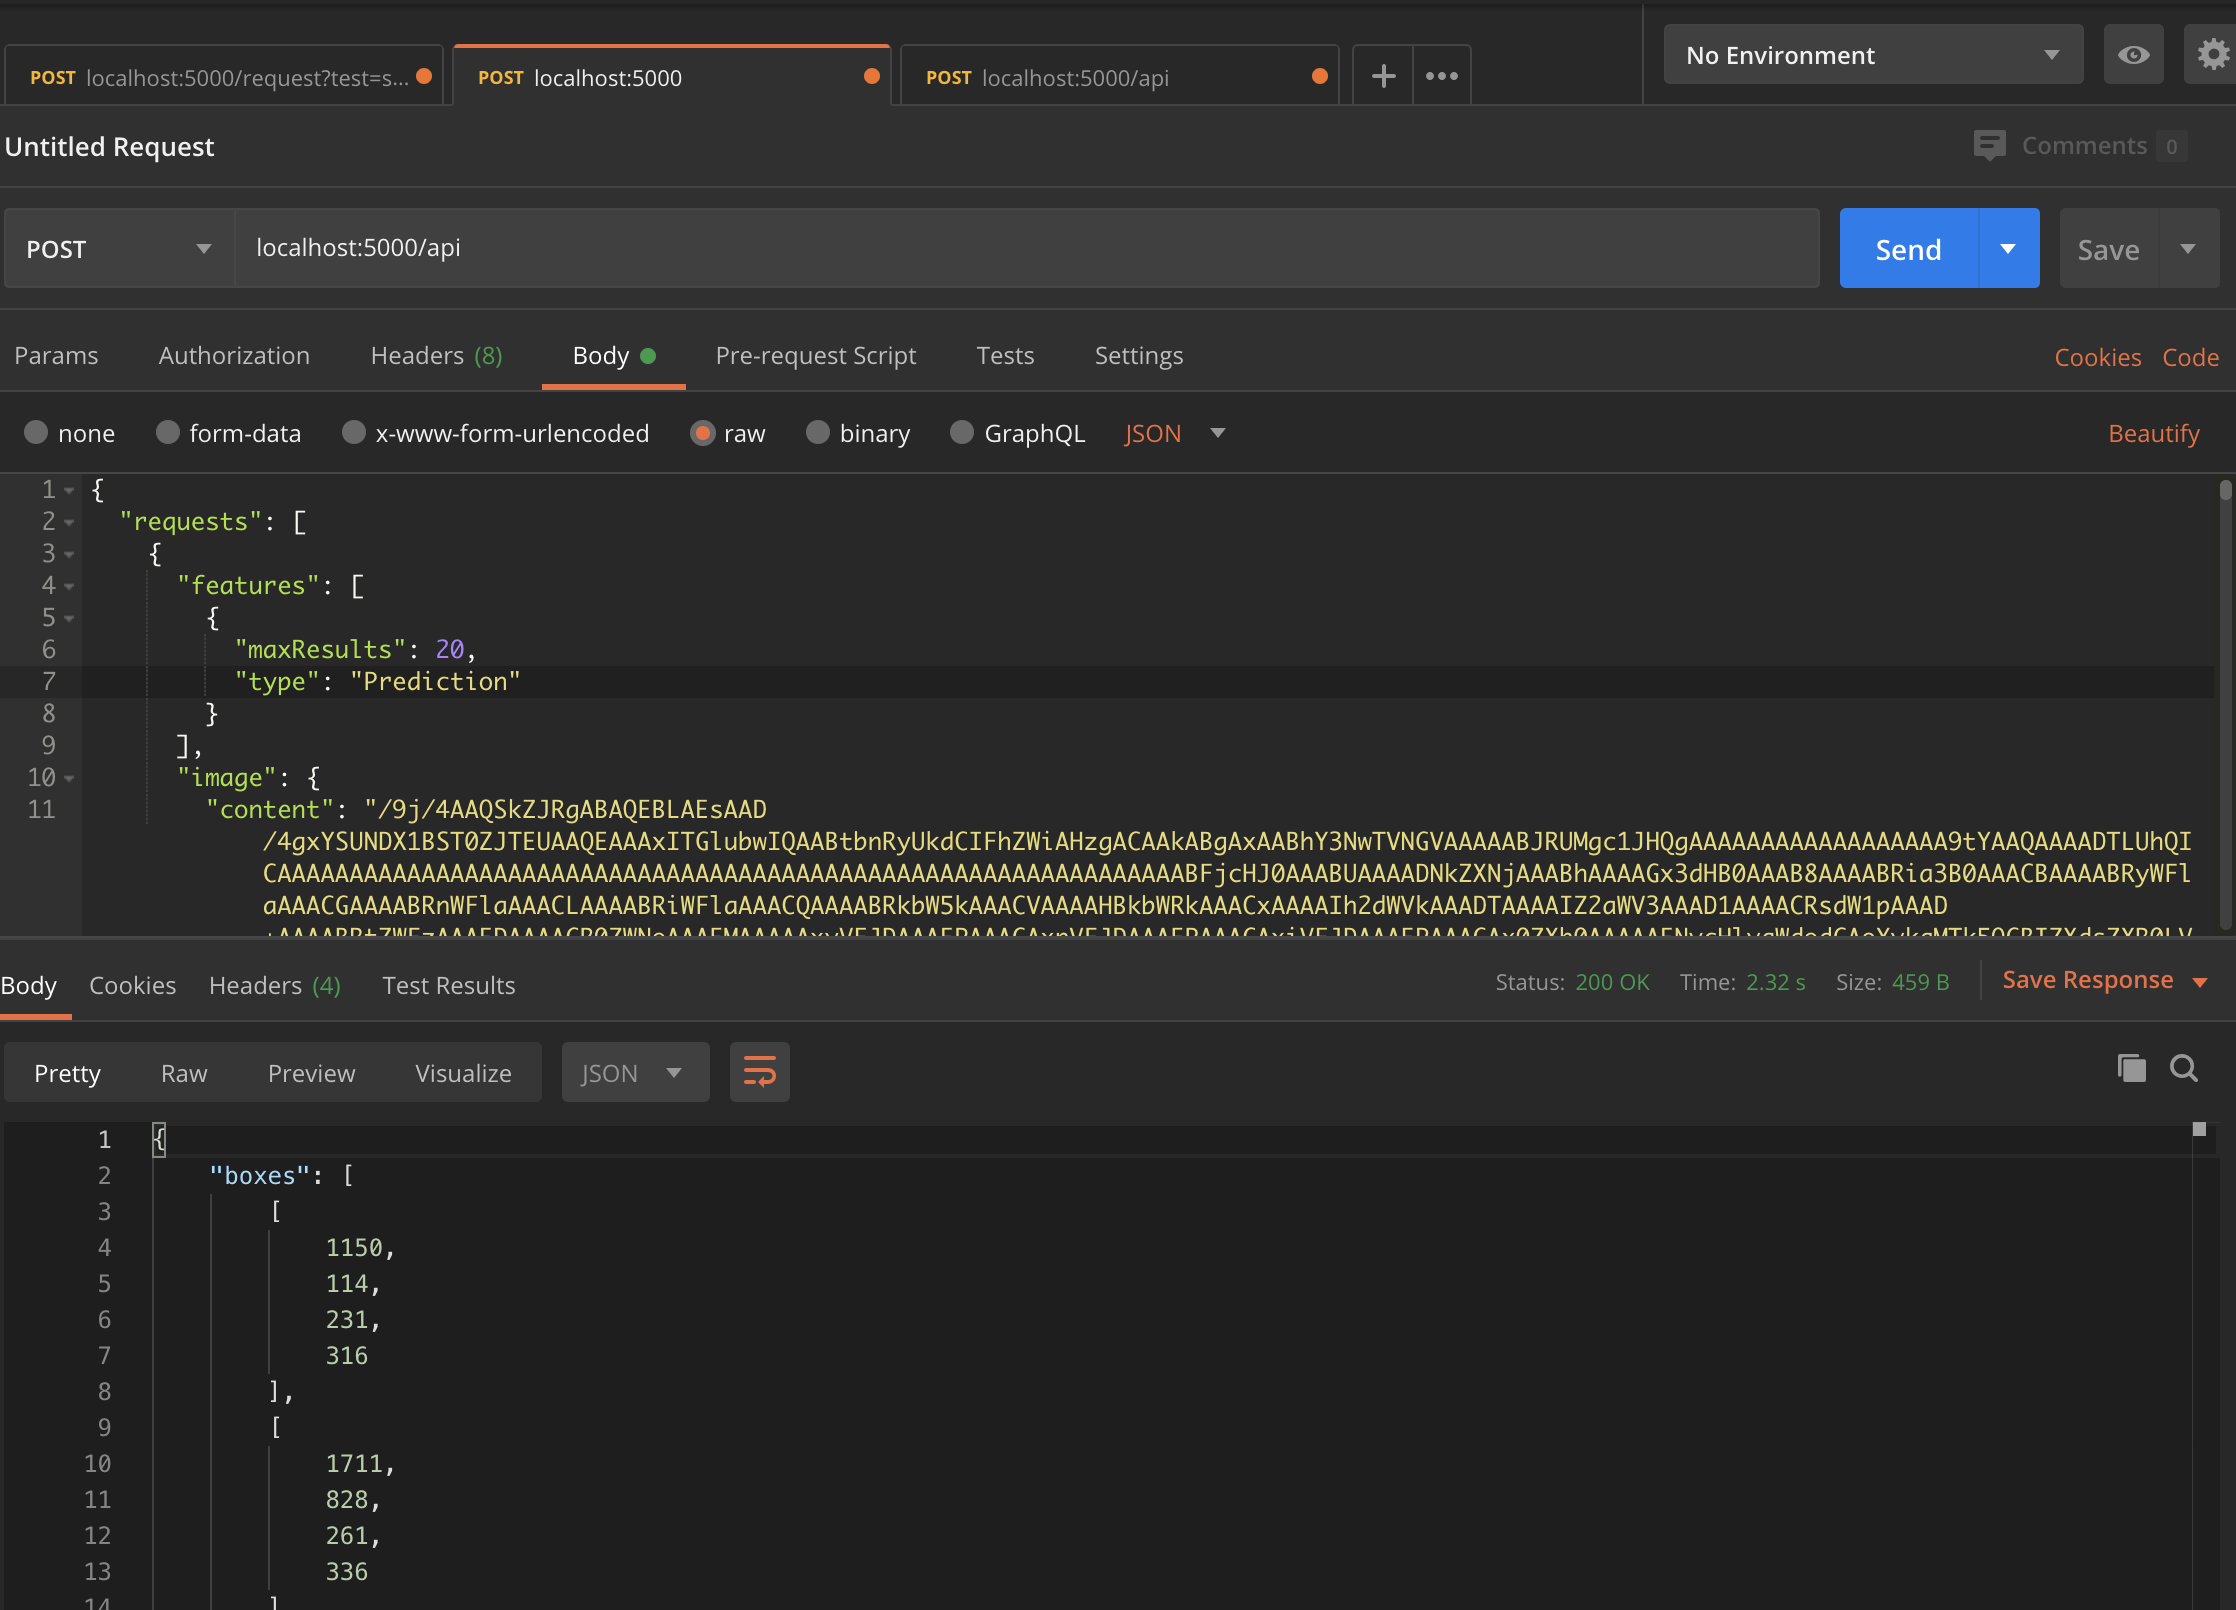 POST localhost:5000/request?test=s...
POST localhost:5000
POST localhost:5000/api
No Environment
Untitled Request
Comments 0
POST
localhost:5000/api
Send
Save
Params
Authorization
Headers (8)
Body
Pre-request Script
Tests
Settings
Cookies
Code
none
form-data
x-www-form-urlencoded
raw
binary
GraphQL
JSON
Beautify
1 {
2 "requests": [
3 {
4 "features": [
5 {
6 "maxResults": 20,
7 "type": "Prediction"
8 }
9 ],
10 "image": {
11 "content": "/9j/4AAQSkZJRgABAQEBLAEsAAD
/4gxYSUNDX1BST0ZJTEUAAQEAAAxITGlubwIQAABtbnRyUkdCIFhZWiAHzgACAAkABgAxAABhY3NwTVNGVAAAAABJRUMgc1JHQgAAAAAAAAAAAAAAAAAA9tYAAQAAAADTLUhQI
CAAAAAAAAAAAAAAAAAAAAAAAAAAAAAAAAAAAAAAAAAAAAAAAAAAAAAAAAAAAAAAABFjcHJ0AAABUAAAADNkZXNjAAABhAAAAGx3dHB0AAAB8AAAABRia3B0AAACBAAAABRyWFl
aAAACGAAAABRnWFlaAAACLAAAABRiWFlaAAACQAAAABRkbW5kAAACVAAAAHBkbWRkAAACxAAAAIh2dWVkAAADTAAAAIZ2aWV3AAAD1AAAACRsdW1pAAAD
Body
Cookies
Headers (4)
Test Results
Status: 200 OK
Time: 2.32 s
Size: 459 B
Save Response
Pretty
Raw
Preview
Visualize
JSON
1 {
2 "boxes": [
3 [
4 1150,
5 114,
6 231,
7 316
8 ],
9 [
10 1711,
11 828,
12 261,
13 336
14 ]